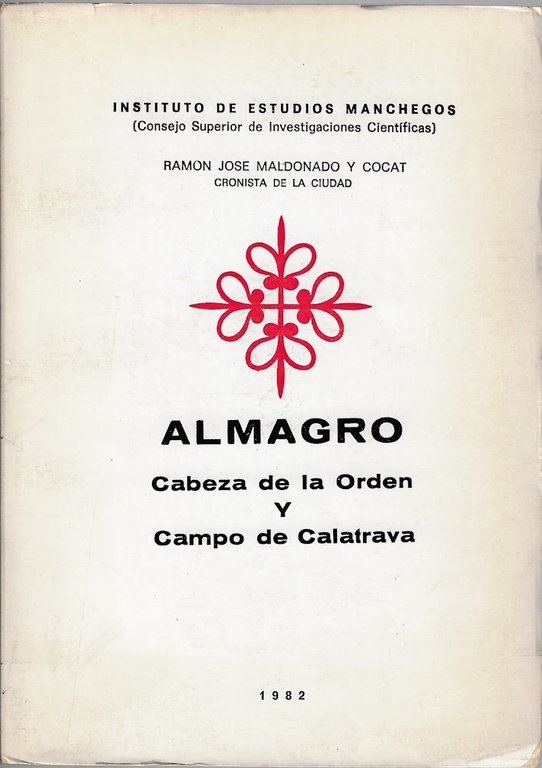 INSTITUTO DE ESTUDIOS MANCHEGOS
(Consejo Superior de Investigaciones Científicas)
RAMON JOSE MALDONADO Y COCAT
CRONISTA DE LA CIUDAD
ALMAGRO
Cabeza de la Orden
Y
Campo de Calatrava
1982